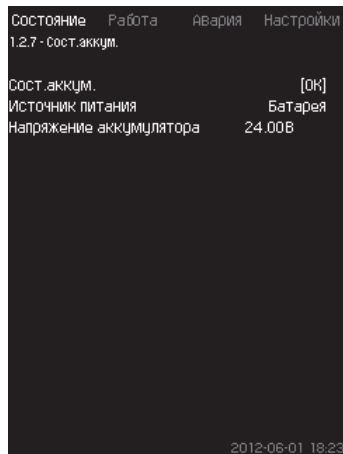 Состояние Работа Авария Настройки
1.2.7 - Сост.аккум.
Сост.аккум. [ОК]
Источник питания Батарея
Напряжение аккумулятора 24.00В
2012-06-01 18:23